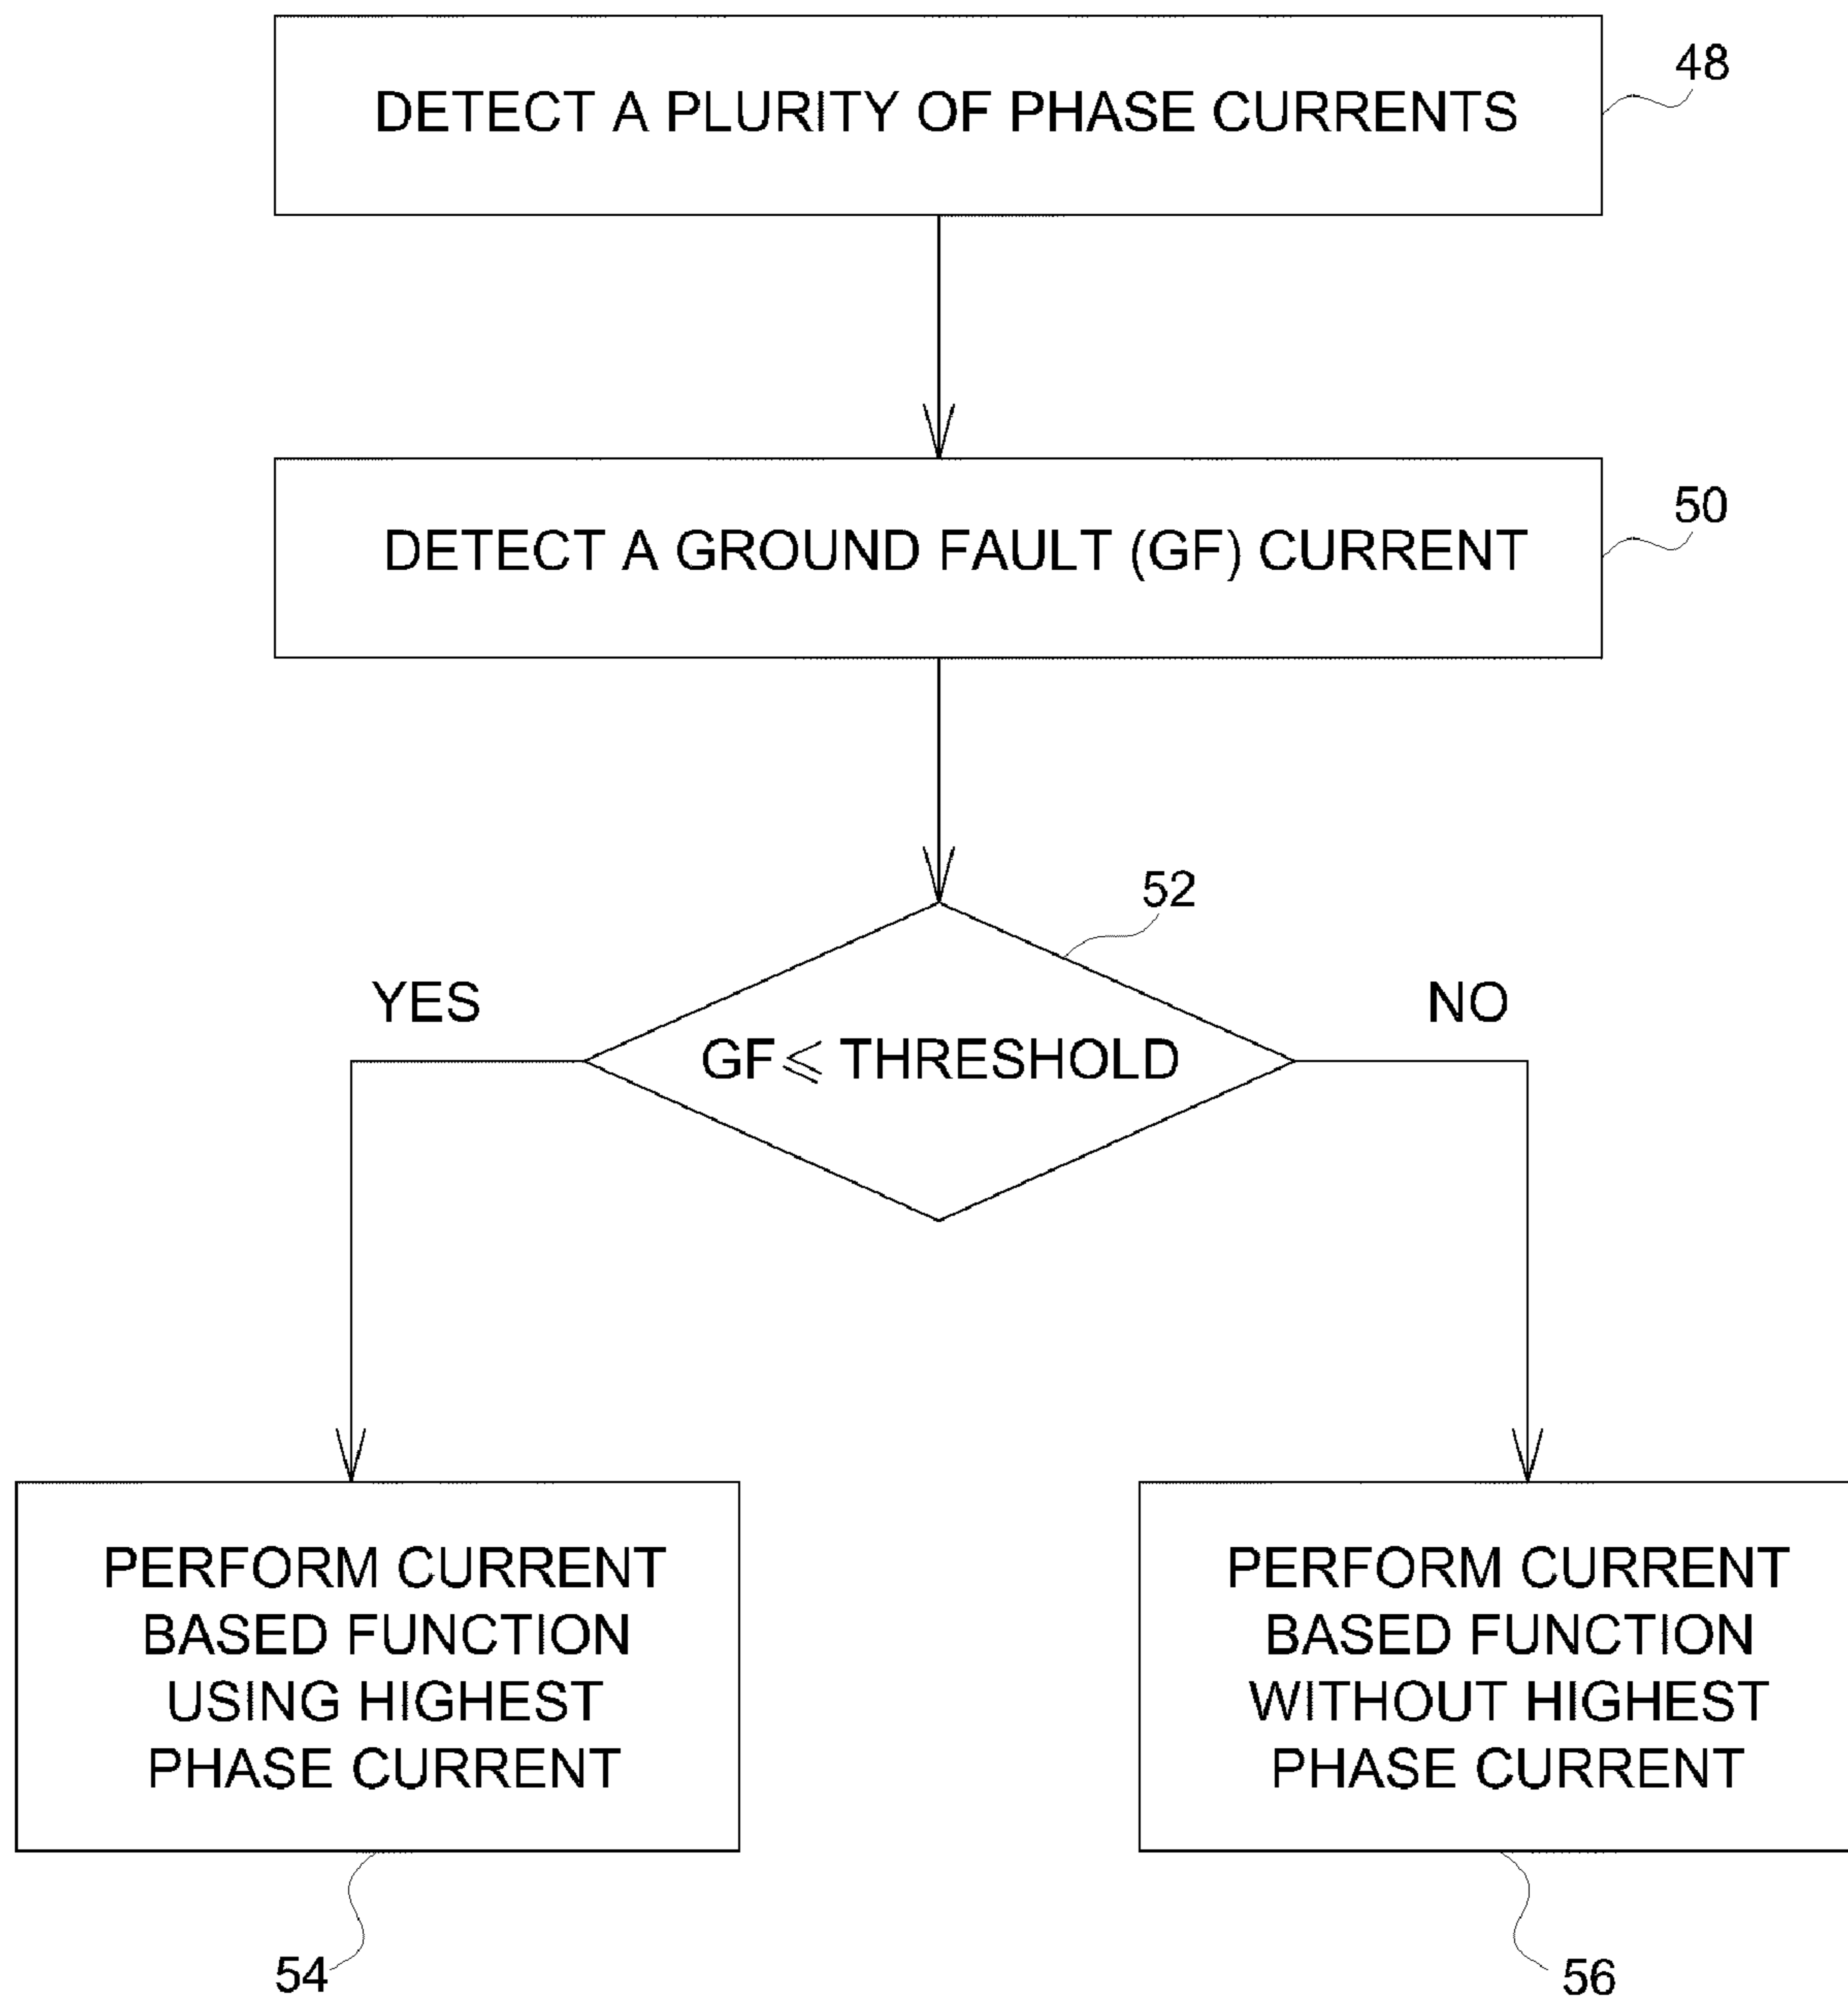 DETECT A PLURITY OF PHASE CURRENTS
48
DETECT A GROUND FAULT (GF) CURRENT
50
52
YES
NO
GF ⩽ THRESHOLD
PERFORM CURRENT
BASED FUNCTION
USING HIGHEST
PHASE CURRENT
54
PERFORM CURRENT
BASED FUNCTION
WITHOUT HIGHEST
PHASE CURRENT
56